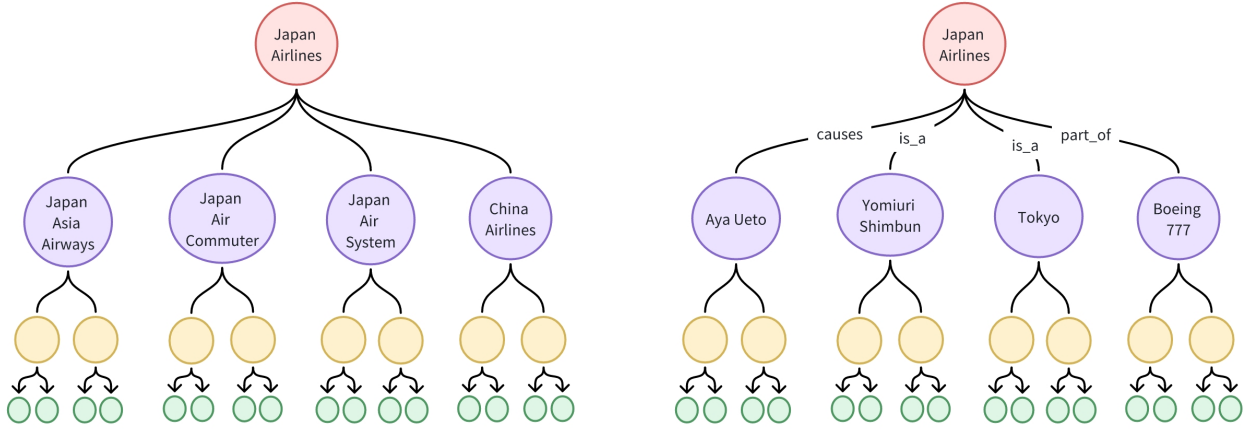 Japan
Airlines
Japan
Asia
Airways
Japan
Air
Commuter
Japan
Air
System
China
Airlines
Japan
Airlines
causes
is_a
is_a
part_of
Aya Ueto
Yomiuri
Shimbun
Tokyo
Boeing
777